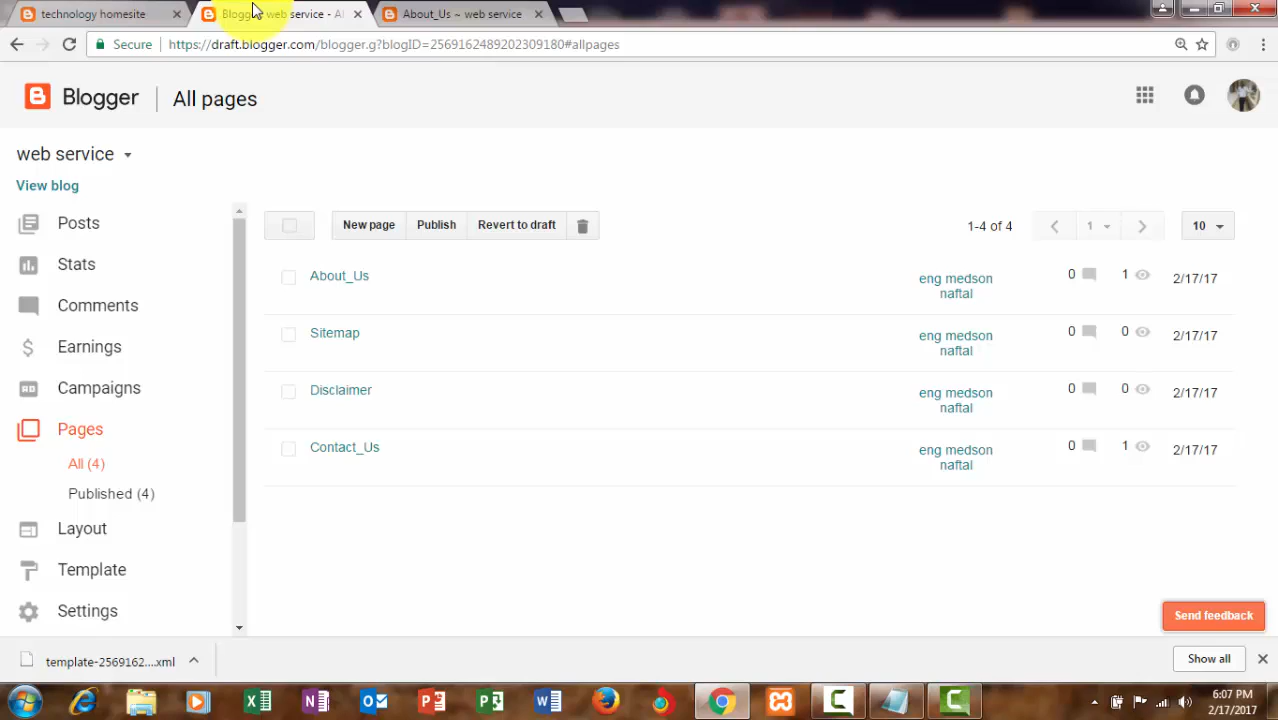 technology homesite
Blogger: web service - Al
About_Us ~ web service
Secure
https://draft.blogger.com/blogger.g?blogID=2569162489202309180#allpages
Blogger
All pages
web service
View blog
Posts
Stats
Comments
Earnings
Campaigns
Pages
All (4)
Published (4)
Layout
Template
Settings
New page
Publish
Revert to draft
1-4 of 4
1
10
About_Us
eng medson
naftal
0
1
2/17/17
Sitemap
eng medson
naftal
0
0
2/17/17
Disclaimer
eng medson
naftal
0
0
2/17/17
Contact_Us
eng medson
naftal
0
1
2/17/17
Send feedback
template-2569162....xml
Show all
6:07 PM
2/17/2017